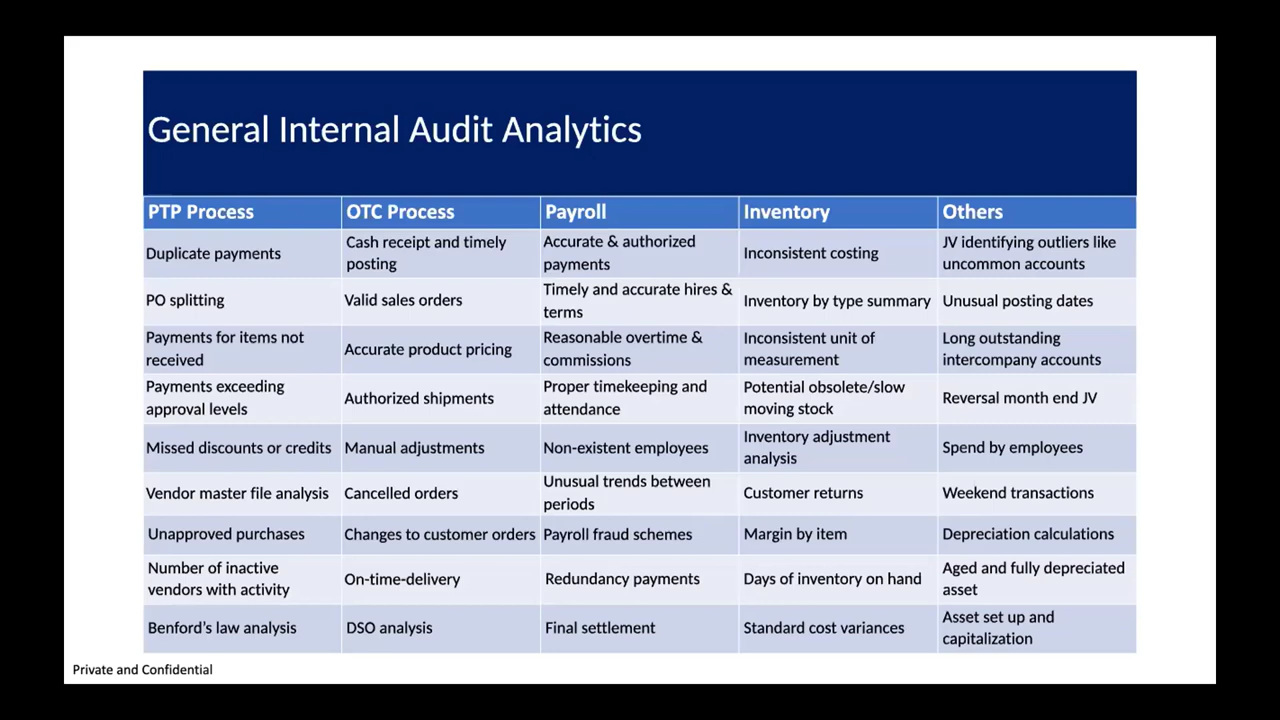 General Internal Audit Analytics
PTP Process
OTC Process
Payroll
Inventory
Others
Duplicate payments
Cash receipt and timely
posting
Accurate & authorized
payments
Inconsistent costing
JV identifying outliers like
uncommon accounts
PO splitting
Valid sales orders
Timely and accurate hires &
terms
Inventory by type summary
Unusual posting dates
Payments for items not
received
Accurate product pricing
Reasonable overtime &
commissions
Inconsistent unit of
measurement
Long outstanding
intercompany accounts
Payments exceeding
approval levels
Authorized shipments
Proper timekeeping and
attendance
Potential obsolete/slow
moving stock
Reversal month end JV
Missed discounts or credits
Manual adjustments
Non-existent employees
Inventory adjustment
analysis
Spend by employees
Vendor master file analysis
Cancelled orders
Unusual trends between
periods
Customer returns
Weekend transactions
Unapproved purchases
Changes to customer orders
Payroll fraud schemes
Margin by item
Depreciation calculations
Number of inactive
vendors with activity
On-time-delivery
Redundancy payments
Days of inventory on hand
Aged and fully depreciated
asset
Benford’s law analysis
DSO analysis
Final settlement
Standard cost variances
Asset set up and
capitalization
Private and Confidential